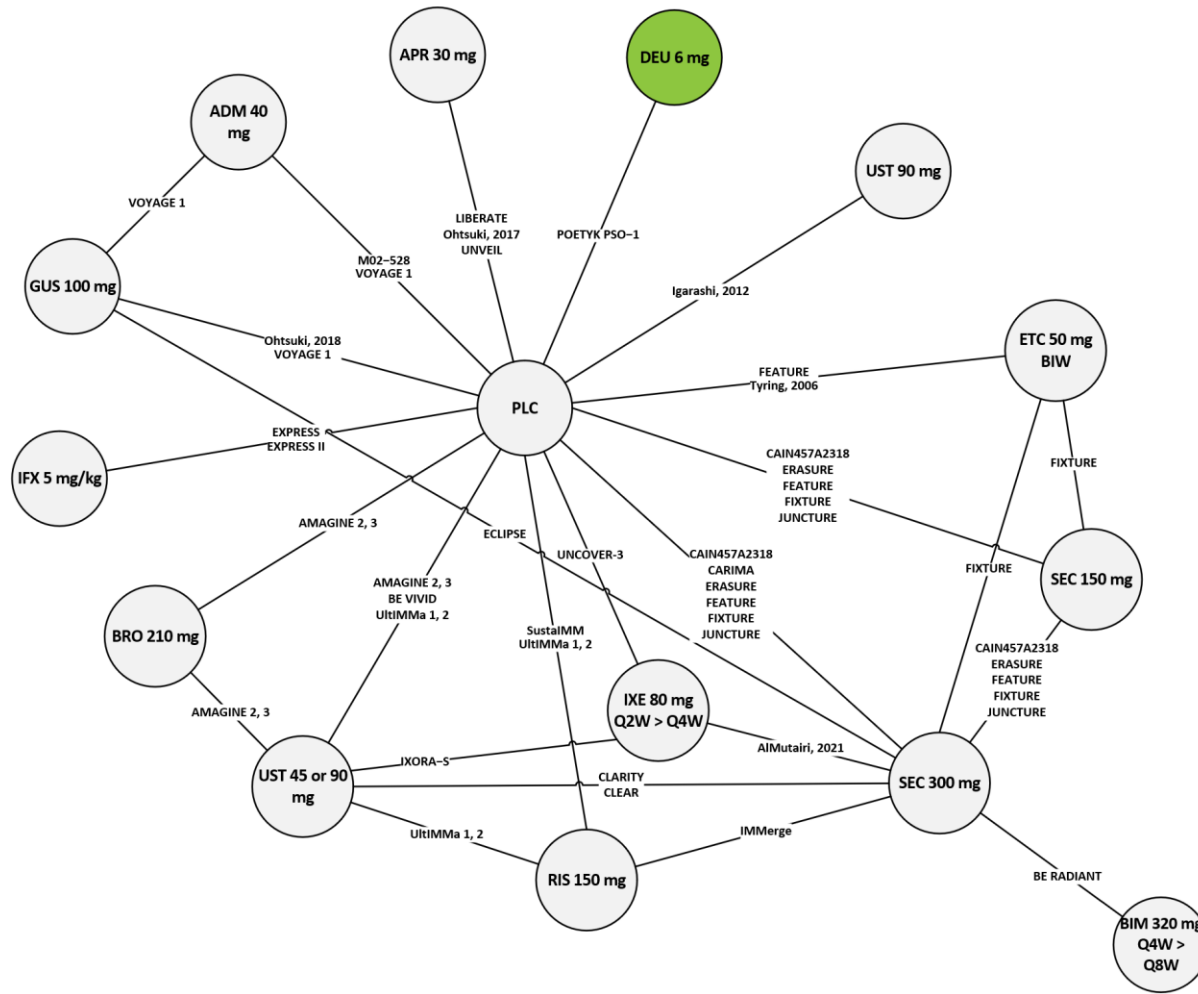 APR 30 mg
DEU 6 mg
ADM 40
mg
UST 90 mg
VOYAGE 1
LIBERATE
Ohtsuki, 2017
UNVEIL
POETYK PSO−1
M02−528
VOYAGE 1
GUS 100 mg
Igarashi, 2012
Ohtsuki, 2018
VOYAGE 1
ETC 50 mg
BIW
FEATURE
Tyring, 2006
PLC
EXPRESS
EXPRESS II
IFX 5 mg/kg
CAIN457A2318
ERASURE
FEATURE
FIXTURE
JUNCTURE
FIXTURE
AMAGINE 2, 3
ECLIPSE
UNCOVER-3
CAIN457A2318
CARIMA
ERASURE
FEATURE
FIXTURE
JUNCTURE
FIXTURE
SEC 150 mg
AMAGINE 2, 3
BE VIVID
UltIMMa 1, 2
BRO 210 mg
SustaIMM
UltIMMa 1, 2
CAIN457A2318
ERASURE
FEATURE
FIXTURE
JUNCTURE
IXE 80 mg
Q2W > Q4W
AMAGINE 2, 3
AlMutairi, 2021
IXORA−S
UST 45 or 90
mg
CLARITY
CLEAR
SEC 300 mg
UltIMMa 1, 2
IMMerge
RIS 150 mg
BE RADIANT
BIM 320 mg
Q4W >
Q8W